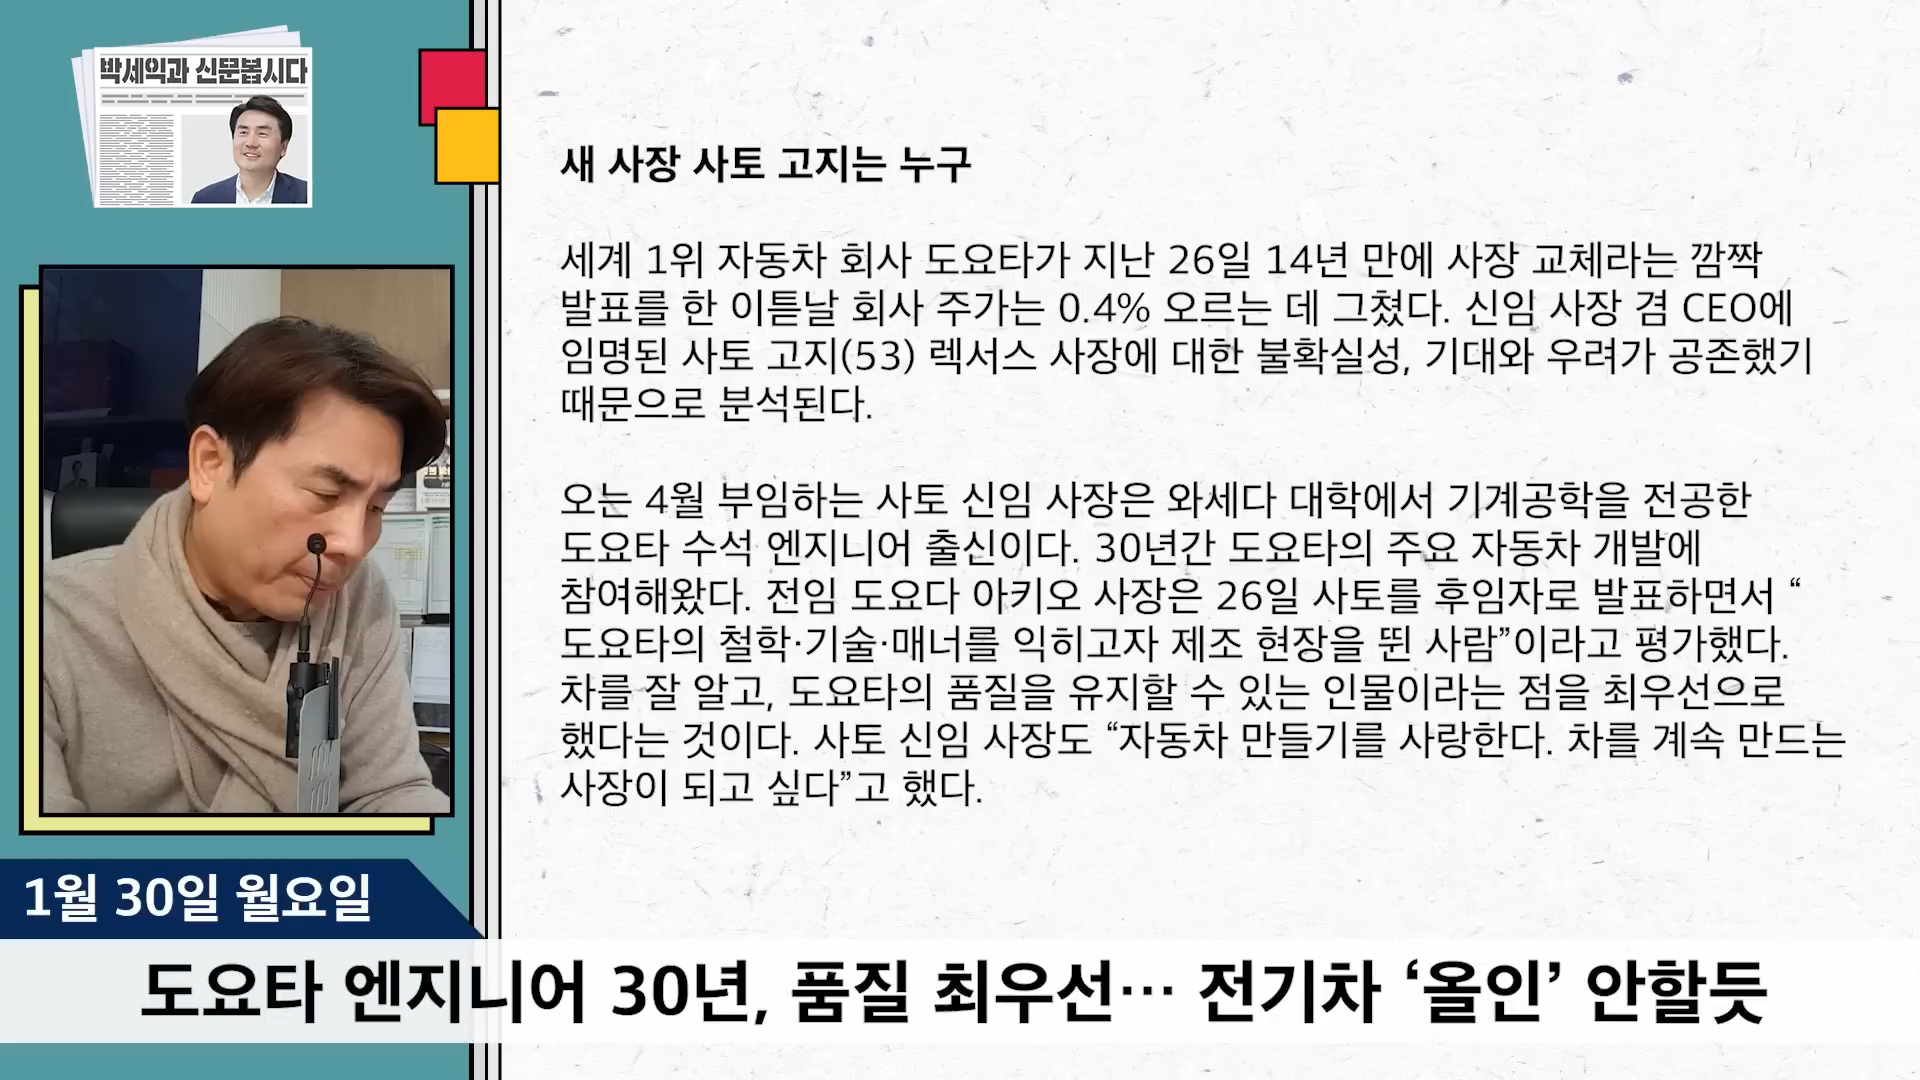 박세익과 신문봅시다
새 사장 사토 고지는 누구
세계 1위 자동차 회사 도요타가 지난 26일 14년 만에 사장 교체라는 깜짝
발표를 한 이튿날 회사 주가는 0.4% 오르는 데 그쳤다. 신임 사장 겸 CEO에
임명된 사토 고지(53) 렉서스 사장에 대한 불확실성, 기대와 우려가 공존했기
때문으로 분석된다.
오는 4월 부임하는 사토 신임 사장은 와세다 대학에서 기계공학을 전공한
도요타 수석 엔지니어 출신이다. 30년간 도요타의 주요 자동차 개발에
참여해왔다. 전임 도요다 아키오 사장은 26일 사토를 후임자로 발표하면서 “
도요타의 철학·기술·매너를 익히고자 제조 현장을 뛴 사람”이라고 평가했다.
차를 잘 알고, 도요타의 품질을 유지할 수 있는 인물이라는 점을 최우선으로
했다는 것이다. 사토 신임 사장도 “자동차 만들기를 사랑한다. 차를 계속 만드는
사장이 되고 싶다”고 했다.
1월 30일 월요일
도요타 엔지니어 30년, 품질 최우선… 전기차 ‘올인’ 안할듯